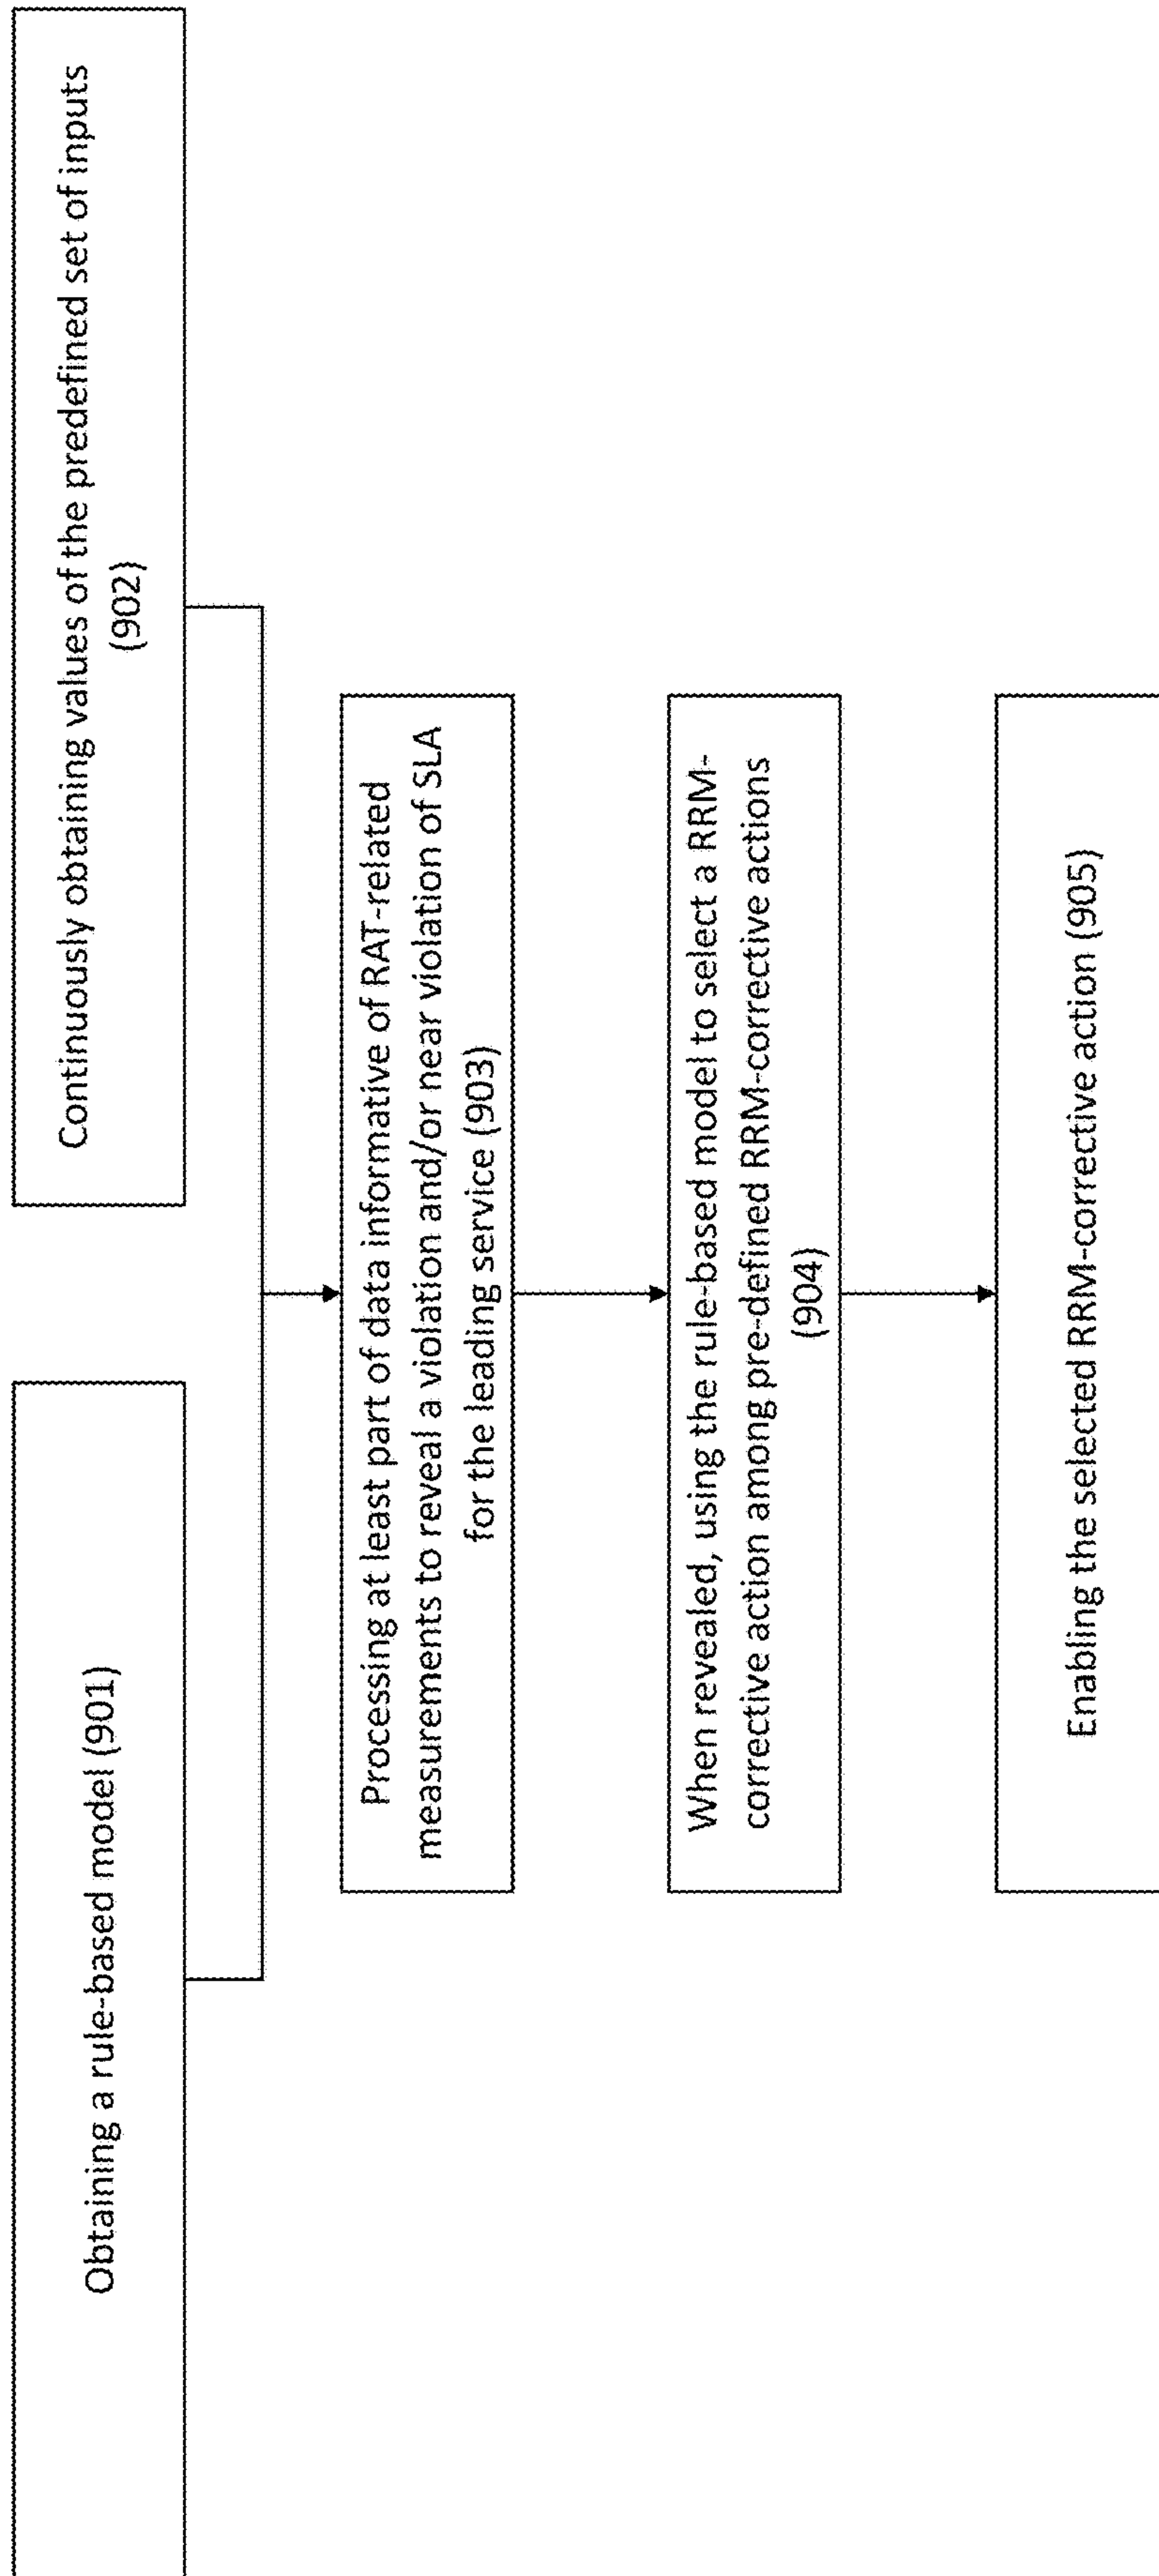 Obtaining a rule-based model (901)
Continuously obtaining values of the predefined set of inputs
(902)
Processing at least part of data informative of RAT-related
measurements to reveal a violation and/or near violation of SLA
for the leading service (903)
When revealed, using the rule-based model to select a RRM-
corrective action among pre-defined RRM-corrective actions
(904)
Enabling the selected RRM-corrective action (905)